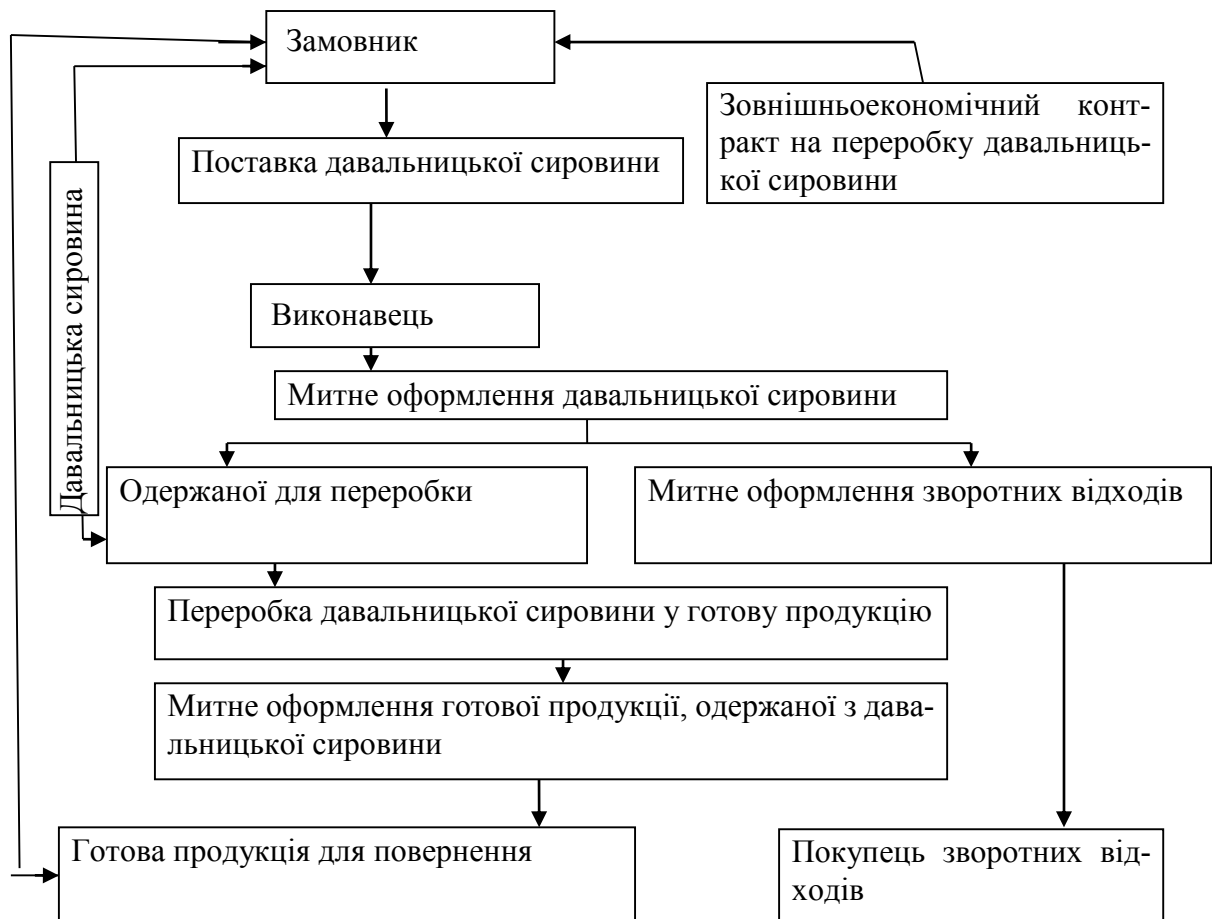 Замовник
Зовнішньоекономічний конт-
ракт на переробку давальниць-
кої сировини
Поставка давальницької сировини
Давальницька сировина
Виконавець
Митне оформлення давальницької сировини
Одержаної для переробки
Митне оформлення зворотних відходів
Переробка давальницької сировини у готову продукцію
Митне оформлення готової продукції, одержаної з дава-
льницької сировини
Готова продукція для повернення
Покупець зворотних від-
ходів